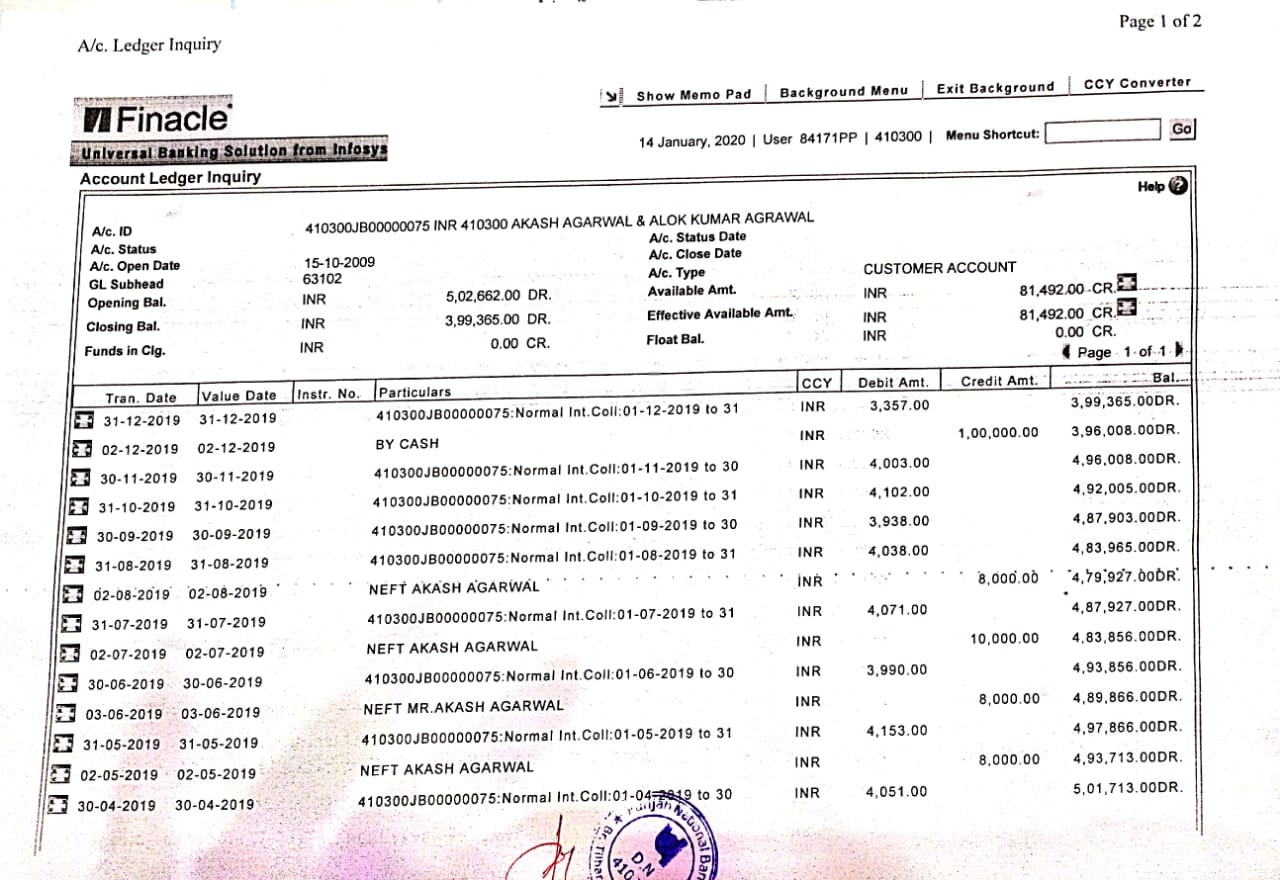 Page 1 of 2
A/c. Ledger Inquiry
Show Memo Pad | Background Menu | Exit Background | CCY Converter
Finacle
Universal Banking Solution from Infosys
14 January, 2020 | User 84171PP | 410300 | Menu Shortcut: Go
Account Ledger Inquiry
Help ?
A/c. ID 410300JB00000075 INR 410300 AKASH AGARWAL & ALOK KUMAR AGRAWAL
A/c. Status A/c. Status Date
A/c. Open Date 15-10-2009 A/c. Close Date
GL Subhead 63102 A/c. Type CUSTOMER ACCOUNT
Opening Bal. INR 5,02,662.00 DR. Available Amt. INR 81,492.00 CR.
Closing Bal. INR 3,99,365.00 DR. Effective Available Amt. INR 81,492.00 CR.
Funds in Clg. INR 0.00 CR. Float Bal. INR 0.00 CR.
Page 1 of 1
Tran. Date Value Date Instr. No. Particulars CCY Debit Amt. Credit Amt. Bal.
31-12-2019 31-12-2019 410300JB00000075:Normal Int.Coll:01-12-2019 to 31 INR 3,357.00 3,99,365.00DR.
02-12-2019 02-12-2019 BY CASH INR 1,00,000.00 3,96,008.00DR.
30-11-2019 30-11-2019 410300JB00000075:Normal Int.Coll:01-11-2019 to 30 INR 4,003.00 4,96,008.00DR.
31-10-2019 31-10-2019 410300JB00000075:Normal Int.Coll:01-10-2019 to 31 INR 4,102.00 4,92,005.00DR.
30-09-2019 30-09-2019 410300JB00000075:Normal Int.Coll:01-09-2019 to 30 INR 3,938.00 4,87,903.00DR.
31-08-2019 31-08-2019 410300JB00000075:Normal Int.Coll:01-08-2019 to 31 INR 4,038.00 4,83,965.00DR.
02-08-2019 02-08-2019 NEFT AKASH AGARWAL INR 8,000.00 4,79,927.00DR.
31-07-2019 31-07-2019 410300JB00000075:Normal Int.Coll:01-07-2019 to 31 INR 4,071.00 4,87,927.00DR.
02-07-2019 02-07-2019 NEFT AKASH AGARWAL INR 10,000.00 4,83,856.00DR.
30-06-2019 30-06-2019 410300JB00000075:Normal Int.Coll:01-06-2019 to 30 INR 3,990.00 4,93,856.00DR.
03-06-2019 03-06-2019 NEFT MR.AKASH AGARWAL INR 8,000.00 4,89,866.00DR.
31-05-2019 31-05-2019 410300JB00000075:Normal Int.Coll:01-05-2019 to 31 INR 4,153.00 4,97,866.00DR.
02-05-2019 02-05-2019 NEFT AKASH AGARWAL INR 8,000.00 4,93,713.00DR.
30-04-2019 30-04-2019 410300JB00000075:Normal Int.Coll:01-04-2019 to 30 INR 4,051.00 5,01,713.00DR.
National
D.N